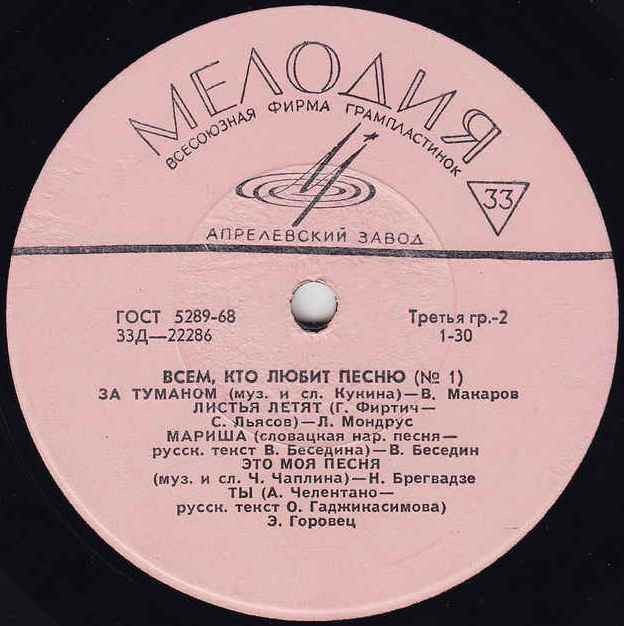 МЕЛОДИЯ
ВСЕСОЮЗНАЯ ФИРМА ГРАМПЛАСТИНОК
33
АПРЕЛЕВСКИЙ ЗАВОД
ГОСТ 5289-68
Третья гр.-2
33Д—22286
1-30
ВСЕМ, КТО ЛЮБИТ ПЕСНЮ (№ 1)
ЗА ТУМАНОМ (муз. и сл. Кукина)—В. Макаров
ЛИСТЬЯ ЛЕТЯТ (Г. Фиртич—
С. Льясов)—Л. Мондрус
МАРИША (словацкая нар. песня—
русск. текст В. Беседина)—В. Беседин
ЭТО МОЯ ПЕСНЯ
(муз. и сл. Ч. Чаплина)—Н. Брегвадзе
ТЫ (А. Челентано—
русск. текст О. Гаджикасимова)
Э. Горовец